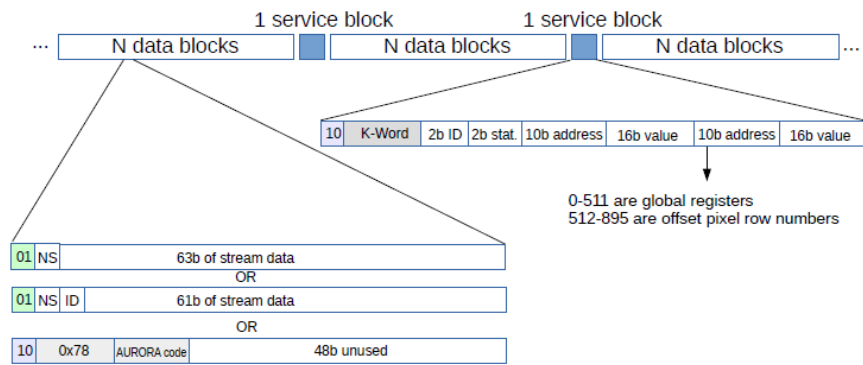 1 service block 1 service block
... N data blocks N data blocks N data blocks ...
10 K-Word 2b ID 2b stat. 10b address 16b value 10b address 16b value
0-511 are global registers
512-895 are offset pixel row numbers
01 NS 63b of stream data
OR
01 NS ID 61b of stream data
OR
10 0x78 AURORA code 48b unused